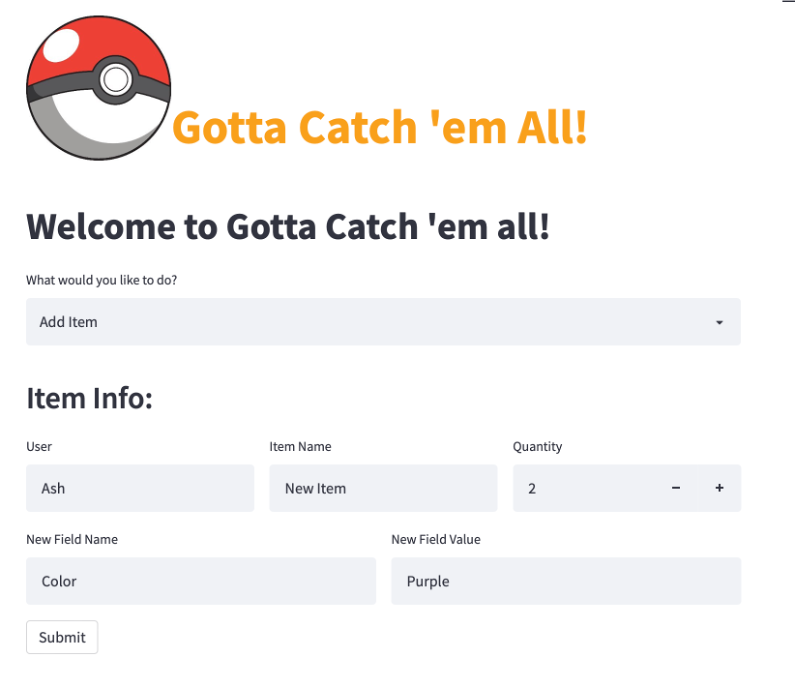 Gotta Catch 'em All!
Welcome to Gotta Catch 'em all!
What would you like to do?
Add Item
Item Info:
User Item Name Quantity
Ash New Item 2 − +
New Field Name New Field Value
Color Purple
Submit